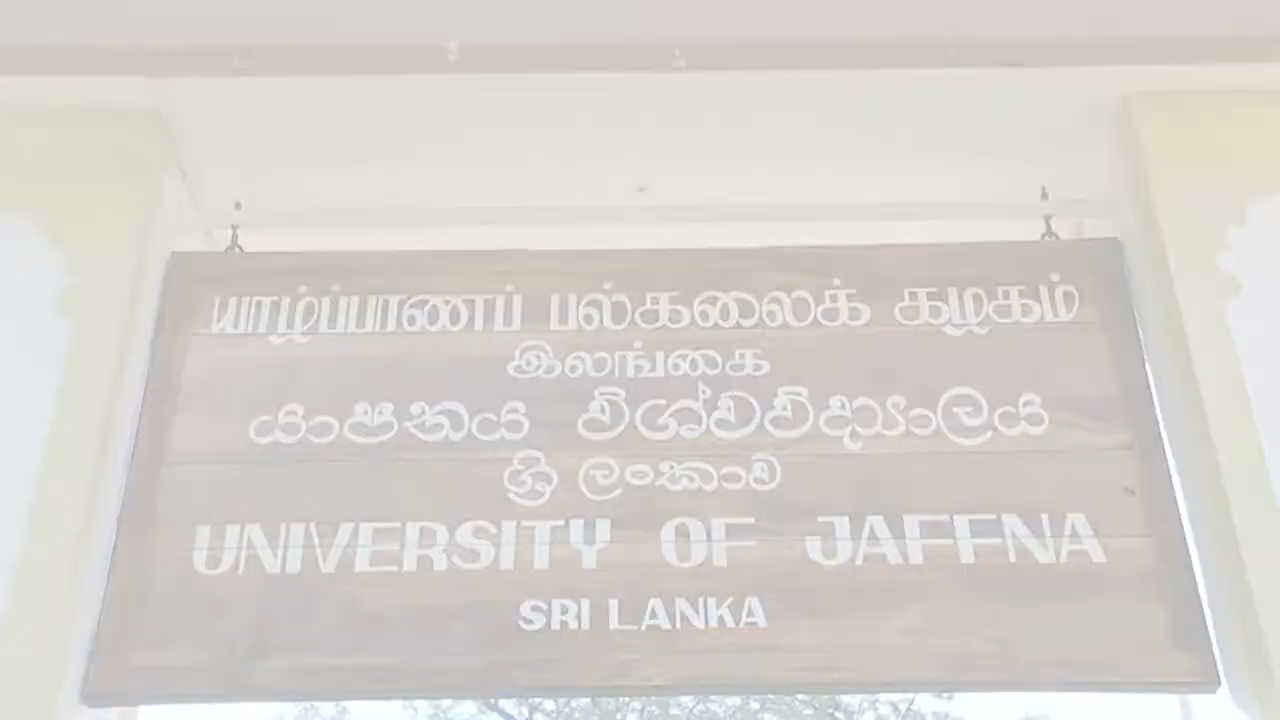 யாழ்ப்பாணப் பல்கலைக் கழகம்
இலங்கை
යාපනය විශ්වවිද්‍යාලය
ශ්‍රී ලංකාව
UNIVERSITY OF JAFFNA
SRI LANKA